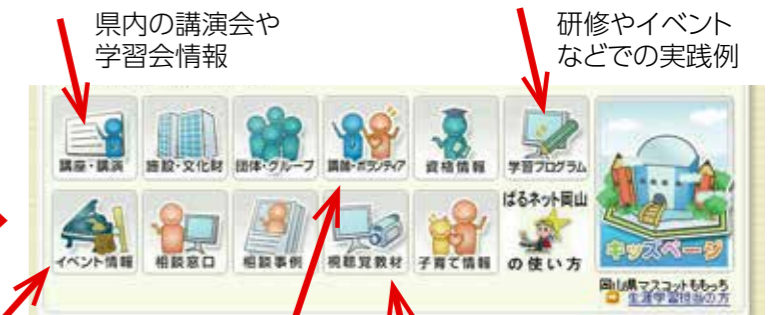 県内の講演会や
学習会情報
研修やイベント
などでの実践例
講座・講演
施設・文化財
団体・グループ
講師・ボランティア
資格情報
学習プログラム
イベント情報
相談窓口
相談事例
視聴覚教材
子育て情報
ぱるネット岡山
の使い方
キッズページ
岡山県マスコットももっち
生涯学習担当の方